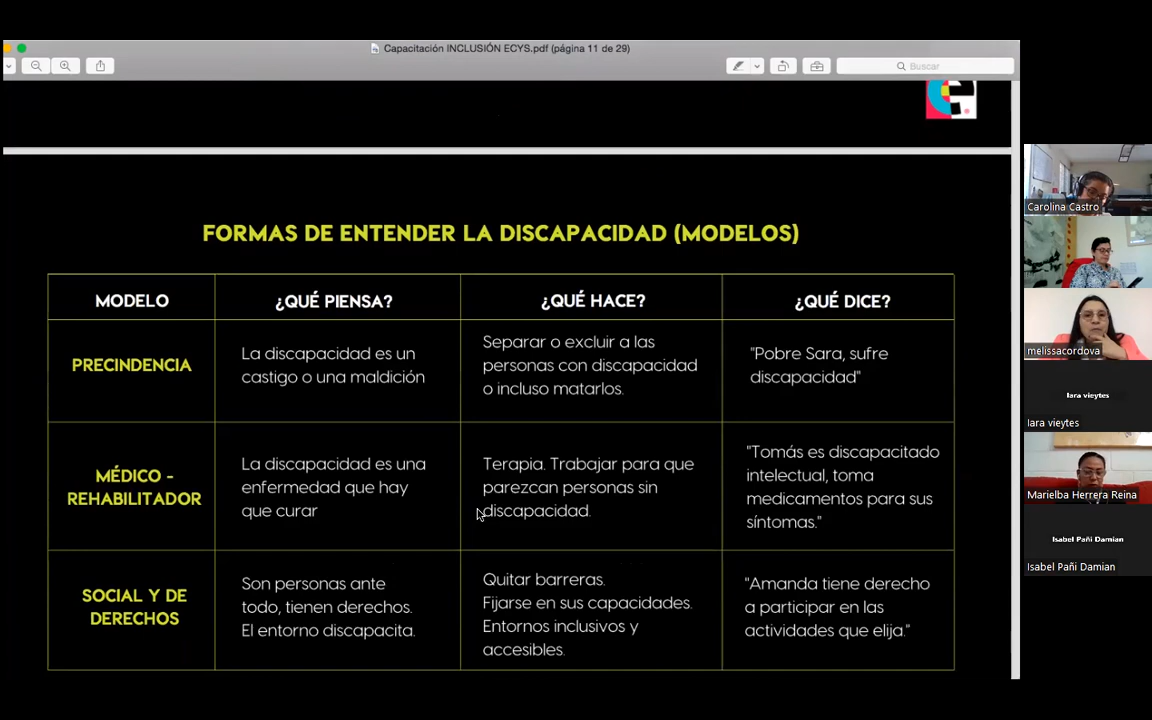 Capacitación INCLUSIÓN ECYS.pdf (página 11 de 29)
Buscar
FORMAS DE ENTENDER LA DISCAPACIDAD (MODELOS)
MODELO
¿QUÉ PIENSA?
¿QUÉ HACE?
¿QUÉ DICE?
PRECINDENCIA
La discapacidad es un
castigo o una maldición
Separar o excluir a las
personas con discapacidad
o incluso matarlos.
"Pobre Sara, sufre
discapacidad"
MÉDICO -
REHABILITADOR
La discapacidad es una
enfermedad que hay
que curar
Terapia. Trabajar para que
parezcan personas sin
discapacidad.
"Tomás es discapacitado
intelectual, toma
medicamentos para sus
síntomas."
SOCIAL Y DE
DERECHOS
Son personas ante
todo, tienen derechos.
El entorno discapacita.
Quitar barreras.
Fijarse en sus capacidades.
Entornos inclusivos y
accesibles.
"Amanda tiene derecho
a participar en las
actividades que elija."
Carolina Castro
melissacordova
Iara vieytes
Iara vieytes
Marielba Herrera Reina
Isabel Pañi Damian
Isabel Pañi Damian